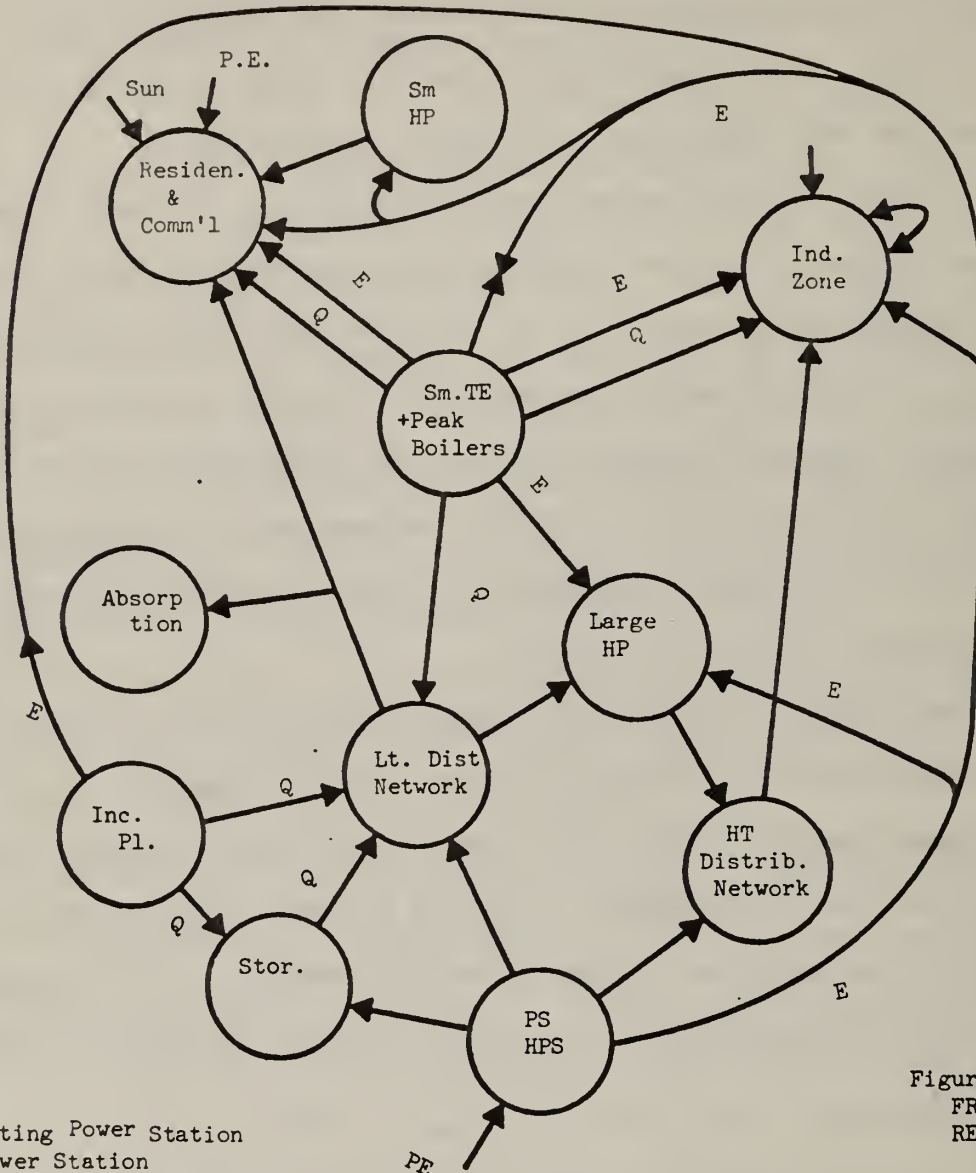 P.E.
Sun
Sm
HP
E
Residen.
&
Comm'l
Ind.
Zone
E
Q
E
Q
Sm.TE
+Peak
Boilers
E
Q
Absorp
tion
Large
HP
E
E
Lt. Dist
Network
Q
Inc.
Pl.
HT
Distrib.
Network
Q
Q
Stor.
E
PS
HPS
PE
Figur
FR
RE
ting Power Station
wer Station